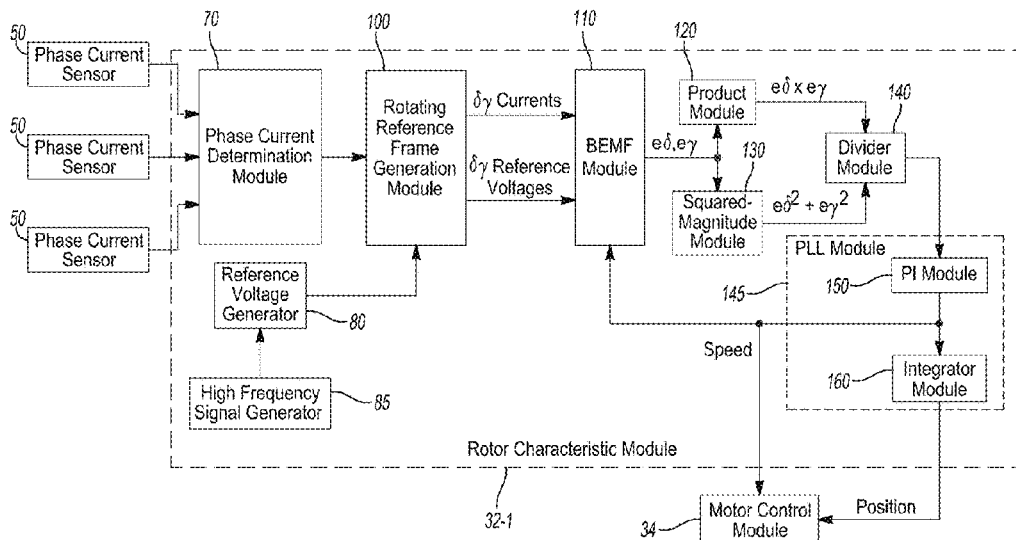 50
Phase Current
Sensor
50
Phase Current
Sensor
50
Phase Current
Sensor
70
Phase Current
Determination
Module
100
Rotating
Reference
Frame
Generation
Module
δγ Currents
δγ Reference
Voltages
110
BEMF
Module
eδ,eγ
120
Product
Module
eδ x eγ
130
Squared-
Magnitude
Module
eδ² + eγ²
140
Divider
Module
PLL Module
145
PI Module
150
Integrator
Module
160
Speed
Reference
Voltage
Generator
80
High Frequency
Signal Generator
85
Rotor Characteristic Module
32-1
Motor Control
Module
34
Position